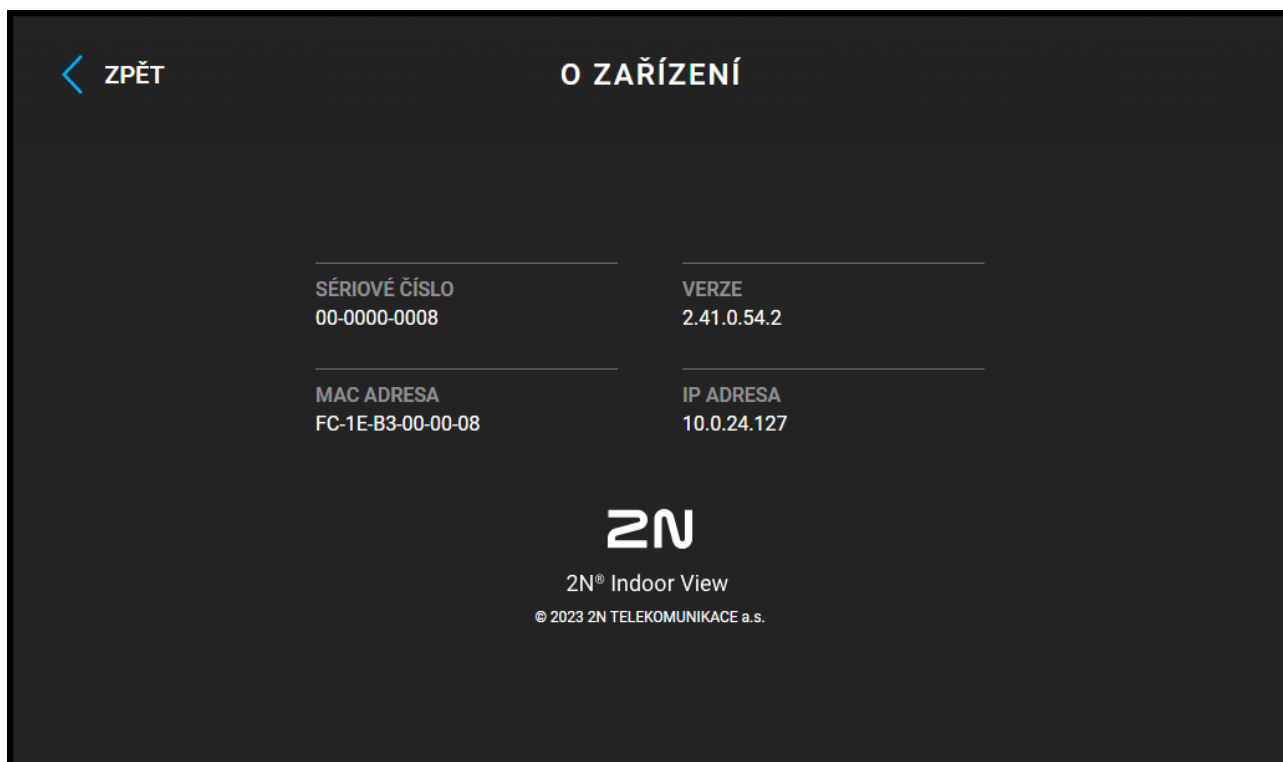 ZPĚT
O ZAŘÍZENÍ
SÉRIOVÉ ČÍSLO
00-0000-0008
VERZE
2.41.0.54.2
MAC ADRESA
FC-1E-B3-00-00-08
IP ADRESA
10.0.24.127
2N
2N® Indoor View
© 2023 2N TELEKOMUNIKACE a.s.